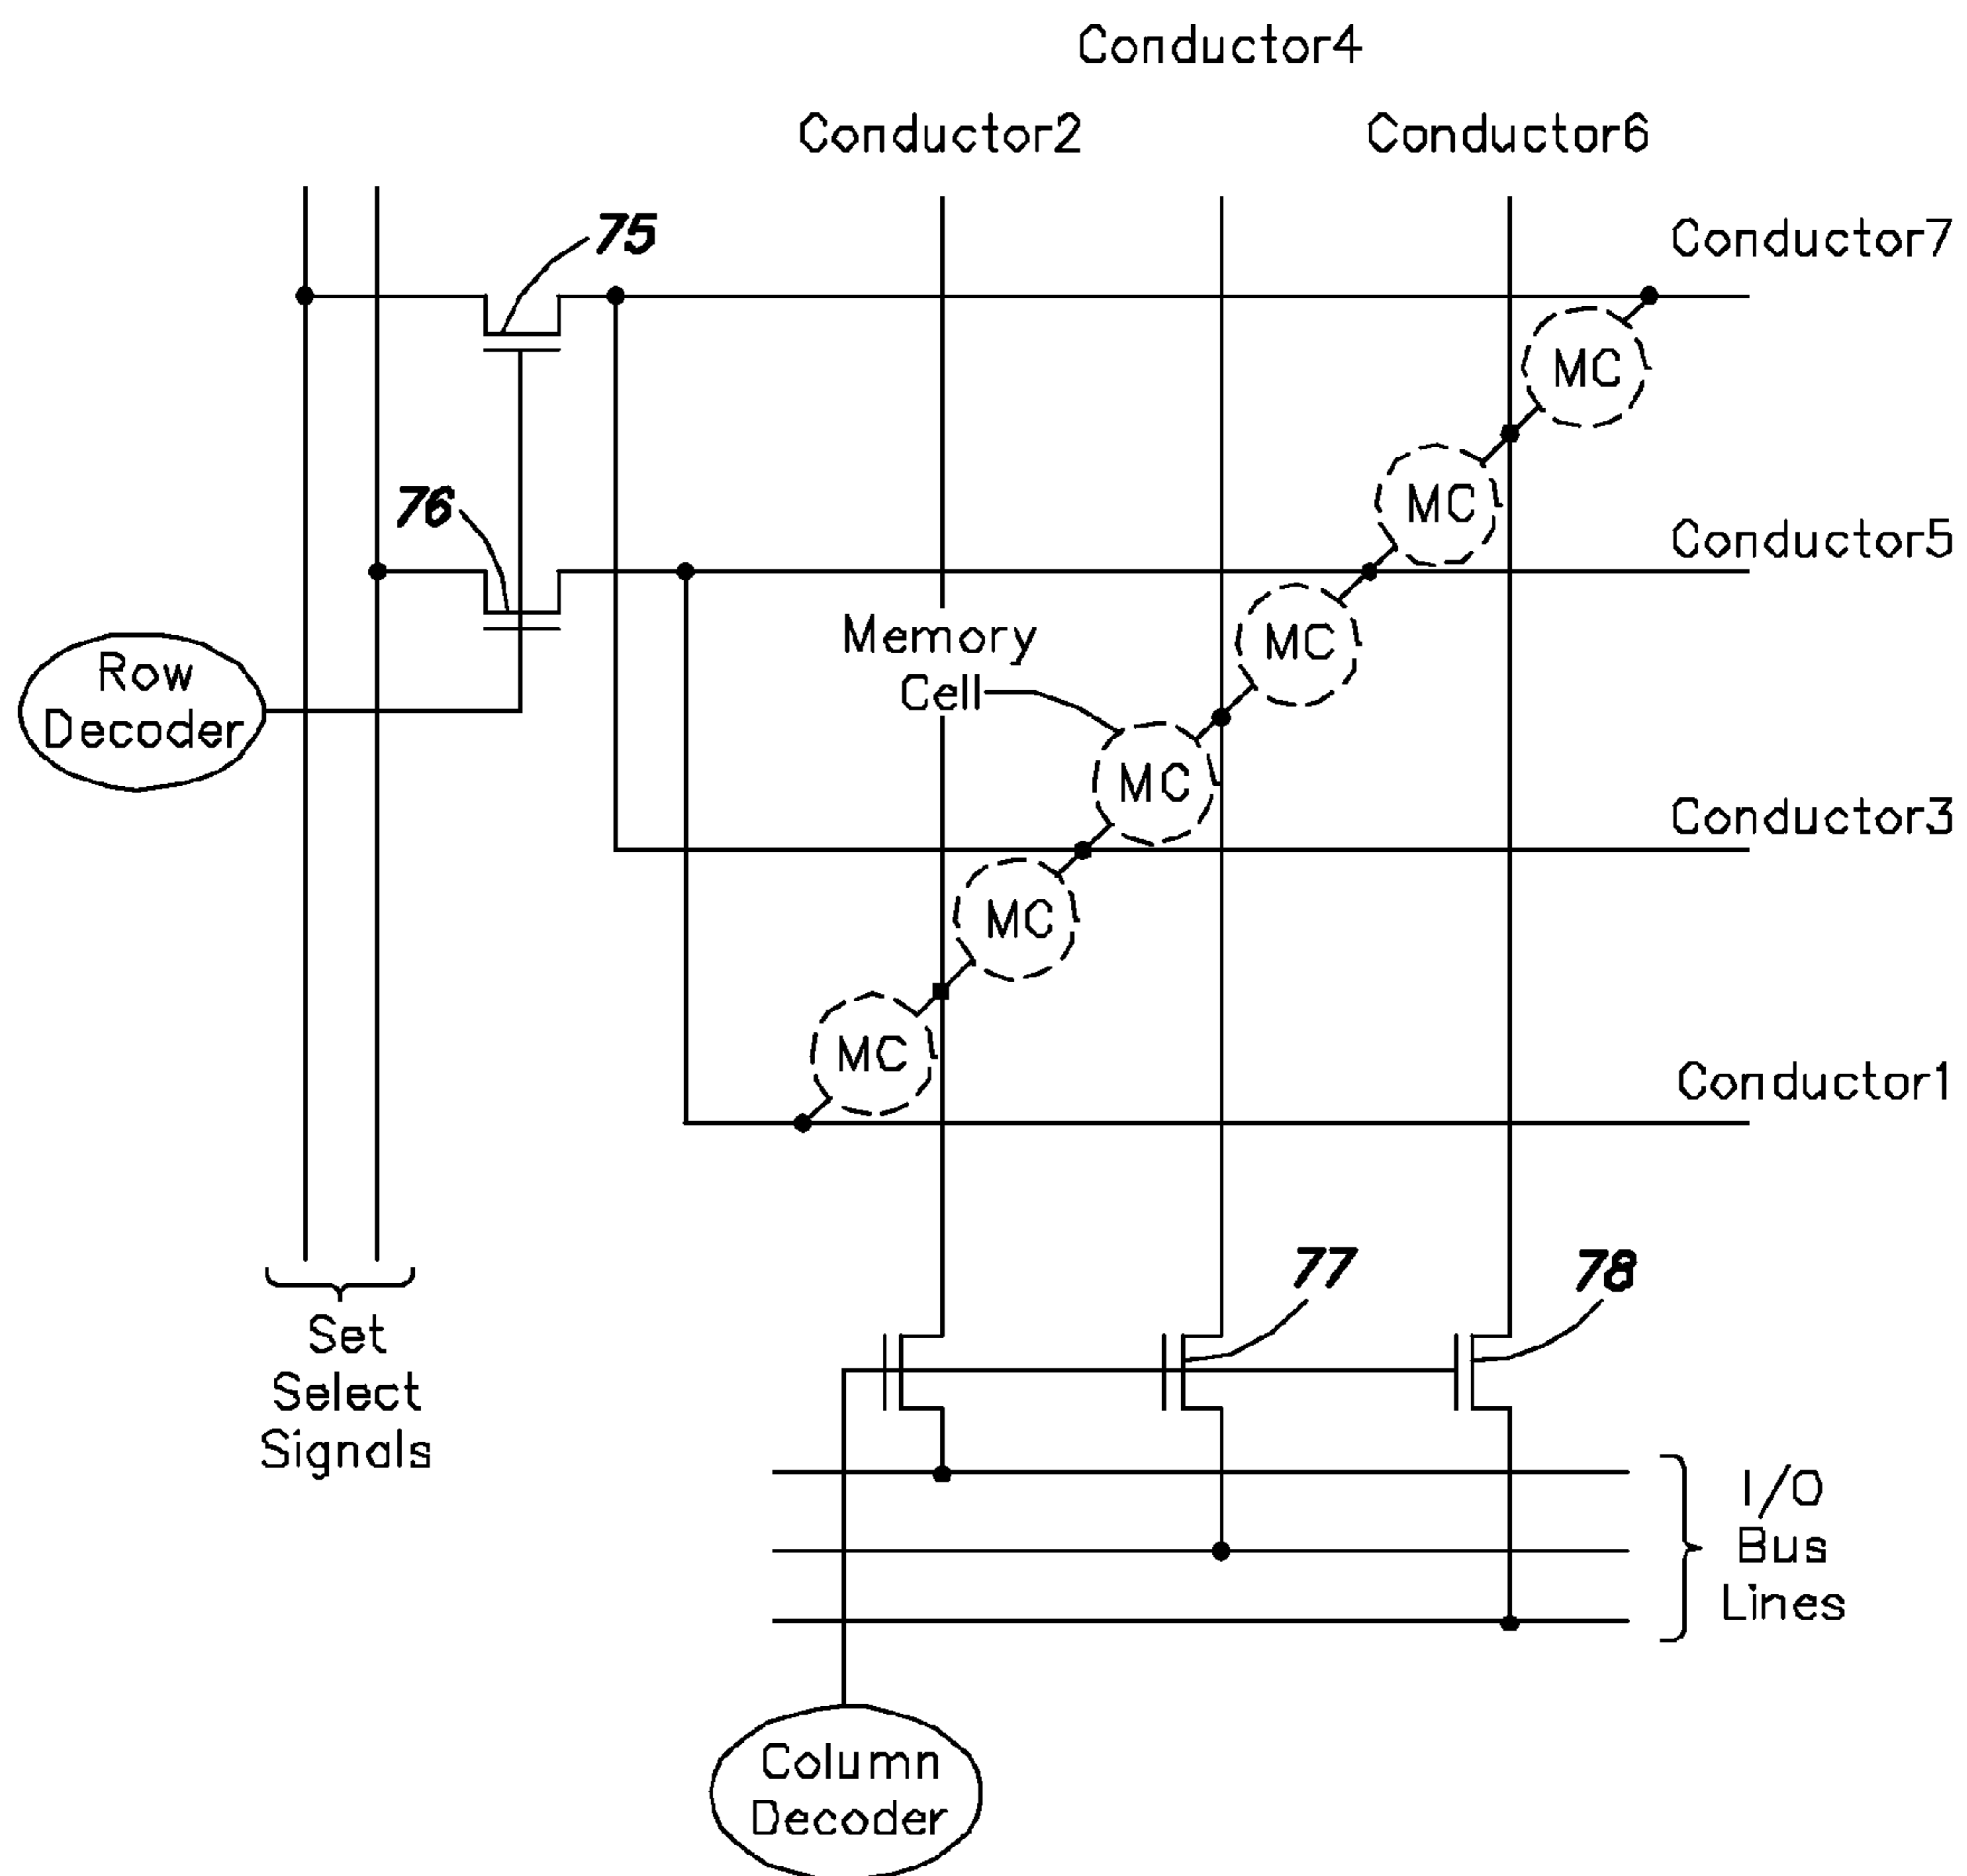 Conductor4
Conductor2
Conductor6
75
Conductor7
76
Conductor5
Memory
Cell
Row
Decoder
MC
MC
MC
MC
MC
MC
Conductor3
Conductor1
77
78
Set
Select
Signals
I/O
Bus
Lines
Column
Decoder